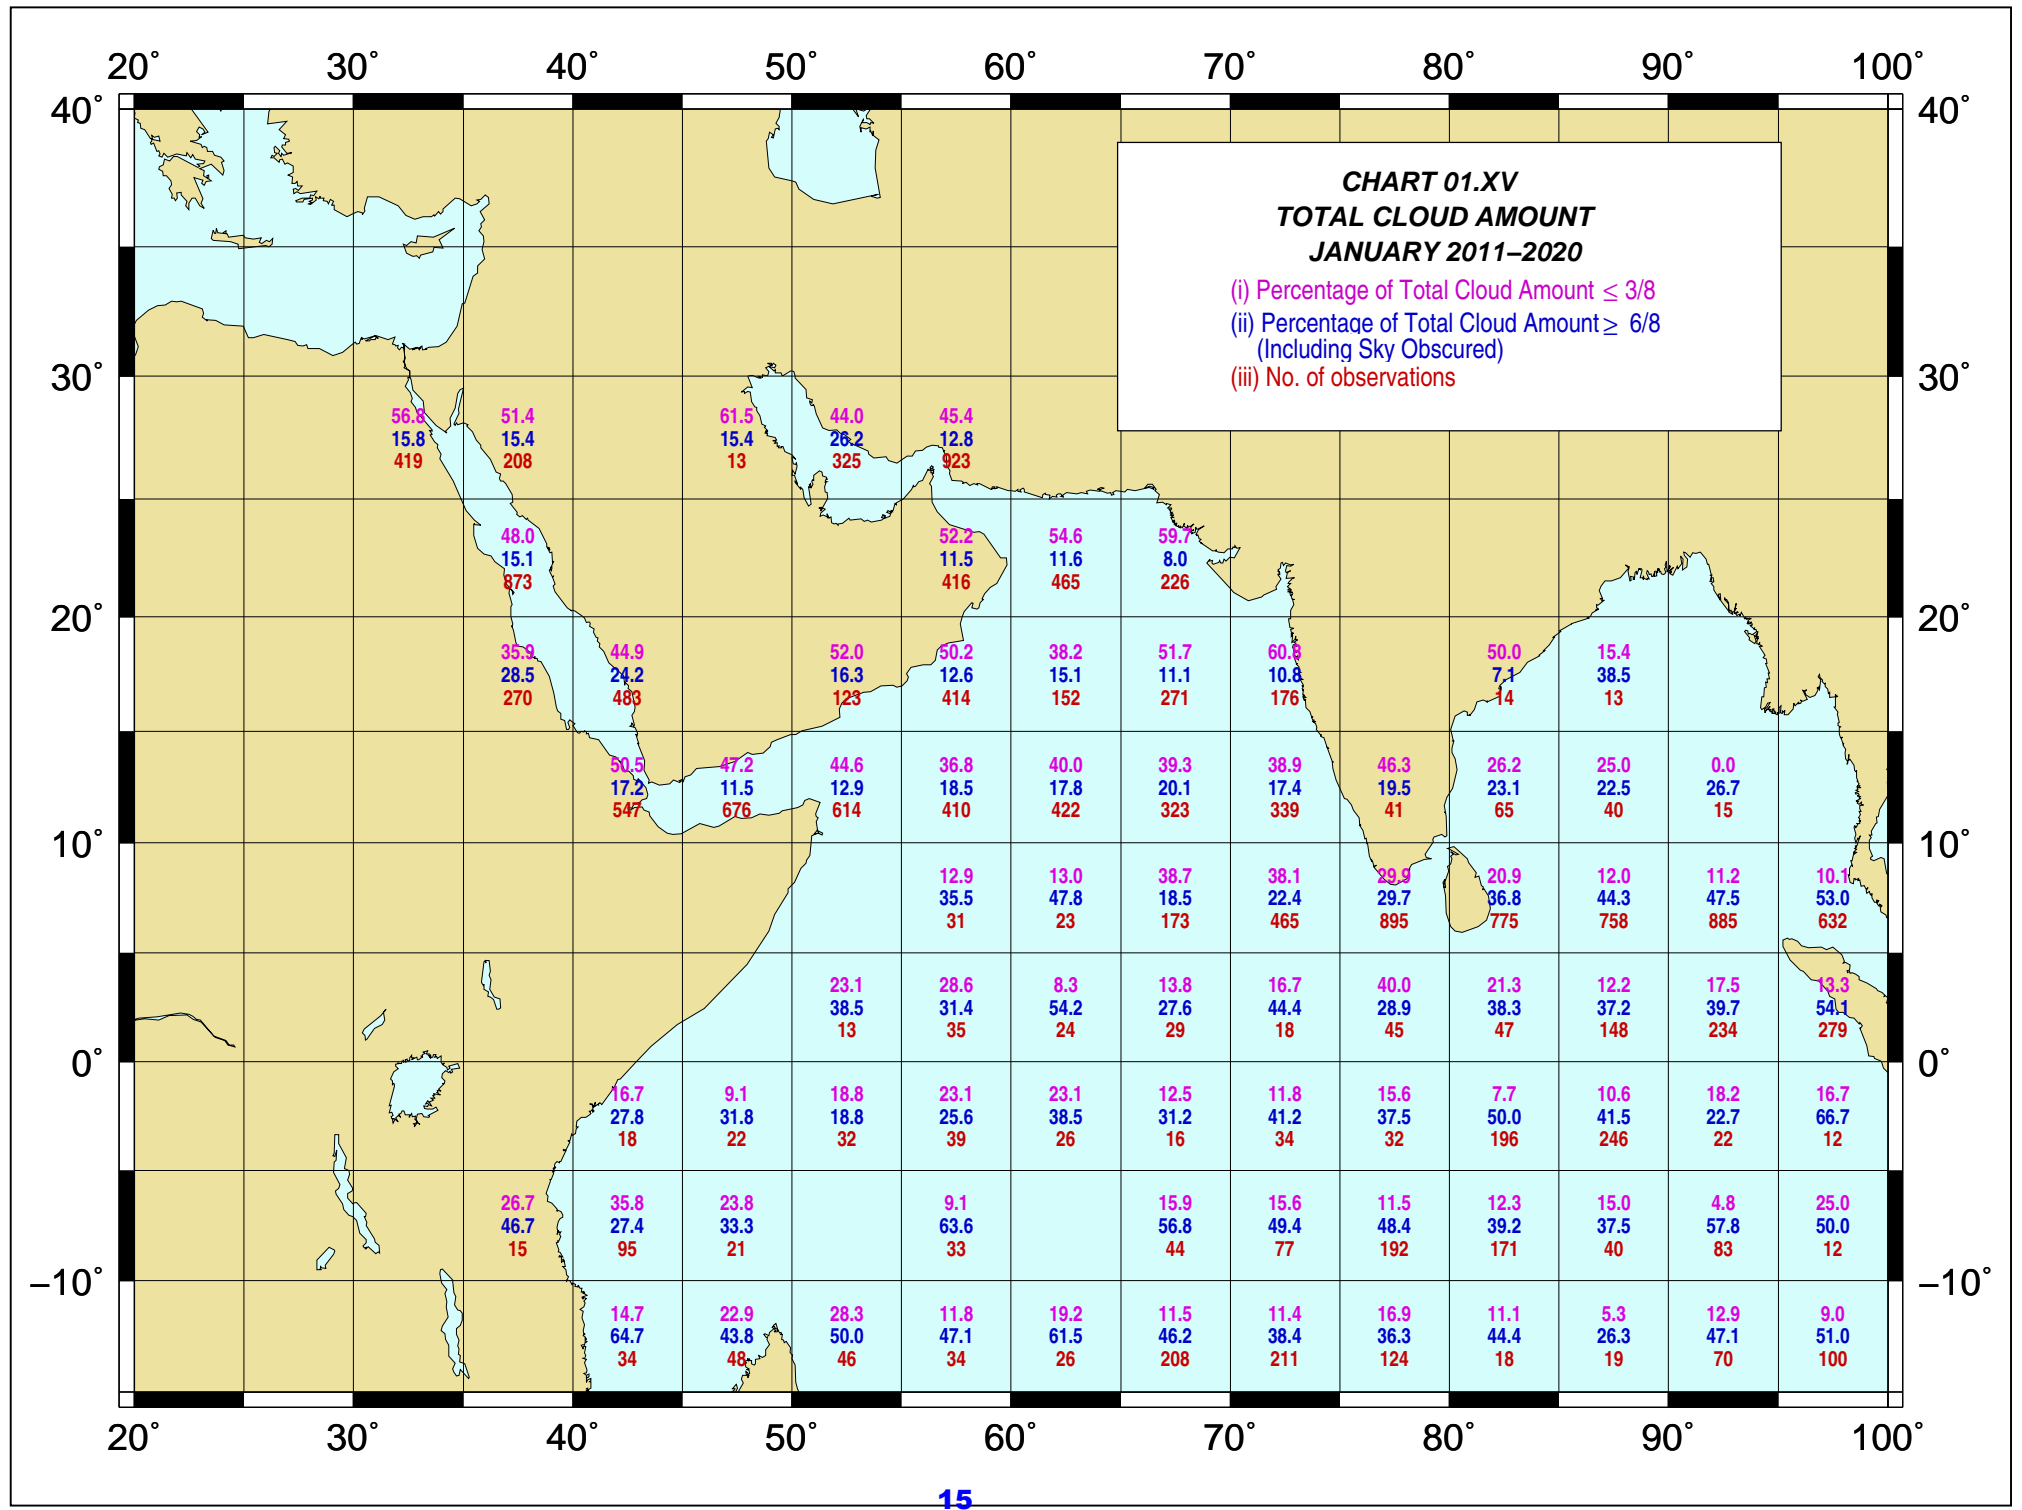 20° 30° 40° 50° 60° 70° 80° 90° 100°
40° 40°
CHART 01.XV
TOTAL CLOUD AMOUNT
JANUARY 2011–2020
(i) Percentage of Total Cloud Amount ≤ 3/8
(ii) Percentage of Total Cloud Amount ≥ 6/8
(Including Sky Obscured)
(iii) No. of observations
30° 30°
56.8 51.4 61.5 44.0 45.4
15.8 15.4 15.4 26.2 12.8
419 208 13 325 923
48.0 52.2 54.6 59.7
15.1 11.5 11.6 8.0
873 416 465 226
20° 20°
35.9 44.9 52.0 50.2 38.2 51.7 60.8 50.0 15.4
28.5 24.2 16.3 12.6 15.1 11.1 10.8 7.1 38.5
270 483 123 414 152 271 176 14 13
50.5 47.2 44.6 36.8 40.0 39.3 38.9 46.3 26.2 25.0 0.0
17.2 11.5 12.9 18.5 17.8 20.1 17.4 19.5 23.1 22.5 26.7
547 676 614 410 422 323 339 41 65 40 15
10° 10°
12.9 13.0 38.7 38.1 29.9 20.9 12.0 11.2 10.1
35.5 47.8 18.5 22.4 29.7 36.8 44.3 47.5 53.0
31 23 173 465 895 775 758 885 632
23.1 28.6 8.3 13.8 16.7 40.0 21.3 12.2 17.5 13.3
38.5 31.4 54.2 27.6 44.4 28.9 38.3 37.2 39.7 54.1
13 35 24 29 18 45 47 148 234 279
0° 0°
16.7 9.1 18.8 23.1 23.1 12.5 11.8 15.6 7.7 10.6 18.2 16.7
27.8 31.8 18.8 25.6 38.5 31.2 41.2 37.5 50.0 41.5 22.7 66.7
18 22 32 39 26 16 34 32 196 246 22 12
26.7 35.8 23.8 9.1 15.9 15.6 11.5 12.3 15.0 4.8 25.0
46.7 27.4 33.3 63.6 56.8 49.4 48.4 39.2 37.5 57.8 50.0
15 95 21 33 44 77 192 171 40 83 12
–10° –10°
14.7 22.9 28.3 11.8 19.2 11.5 11.4 16.9 11.1 5.3 12.9 9.0
64.7 43.8 50.0 47.1 61.5 46.2 38.4 36.3 44.4 26.3 47.1 51.0
34 48 46 34 26 208 211 124 18 19 70 100
20° 30° 40° 50° 60° 70° 80° 90° 100°
15